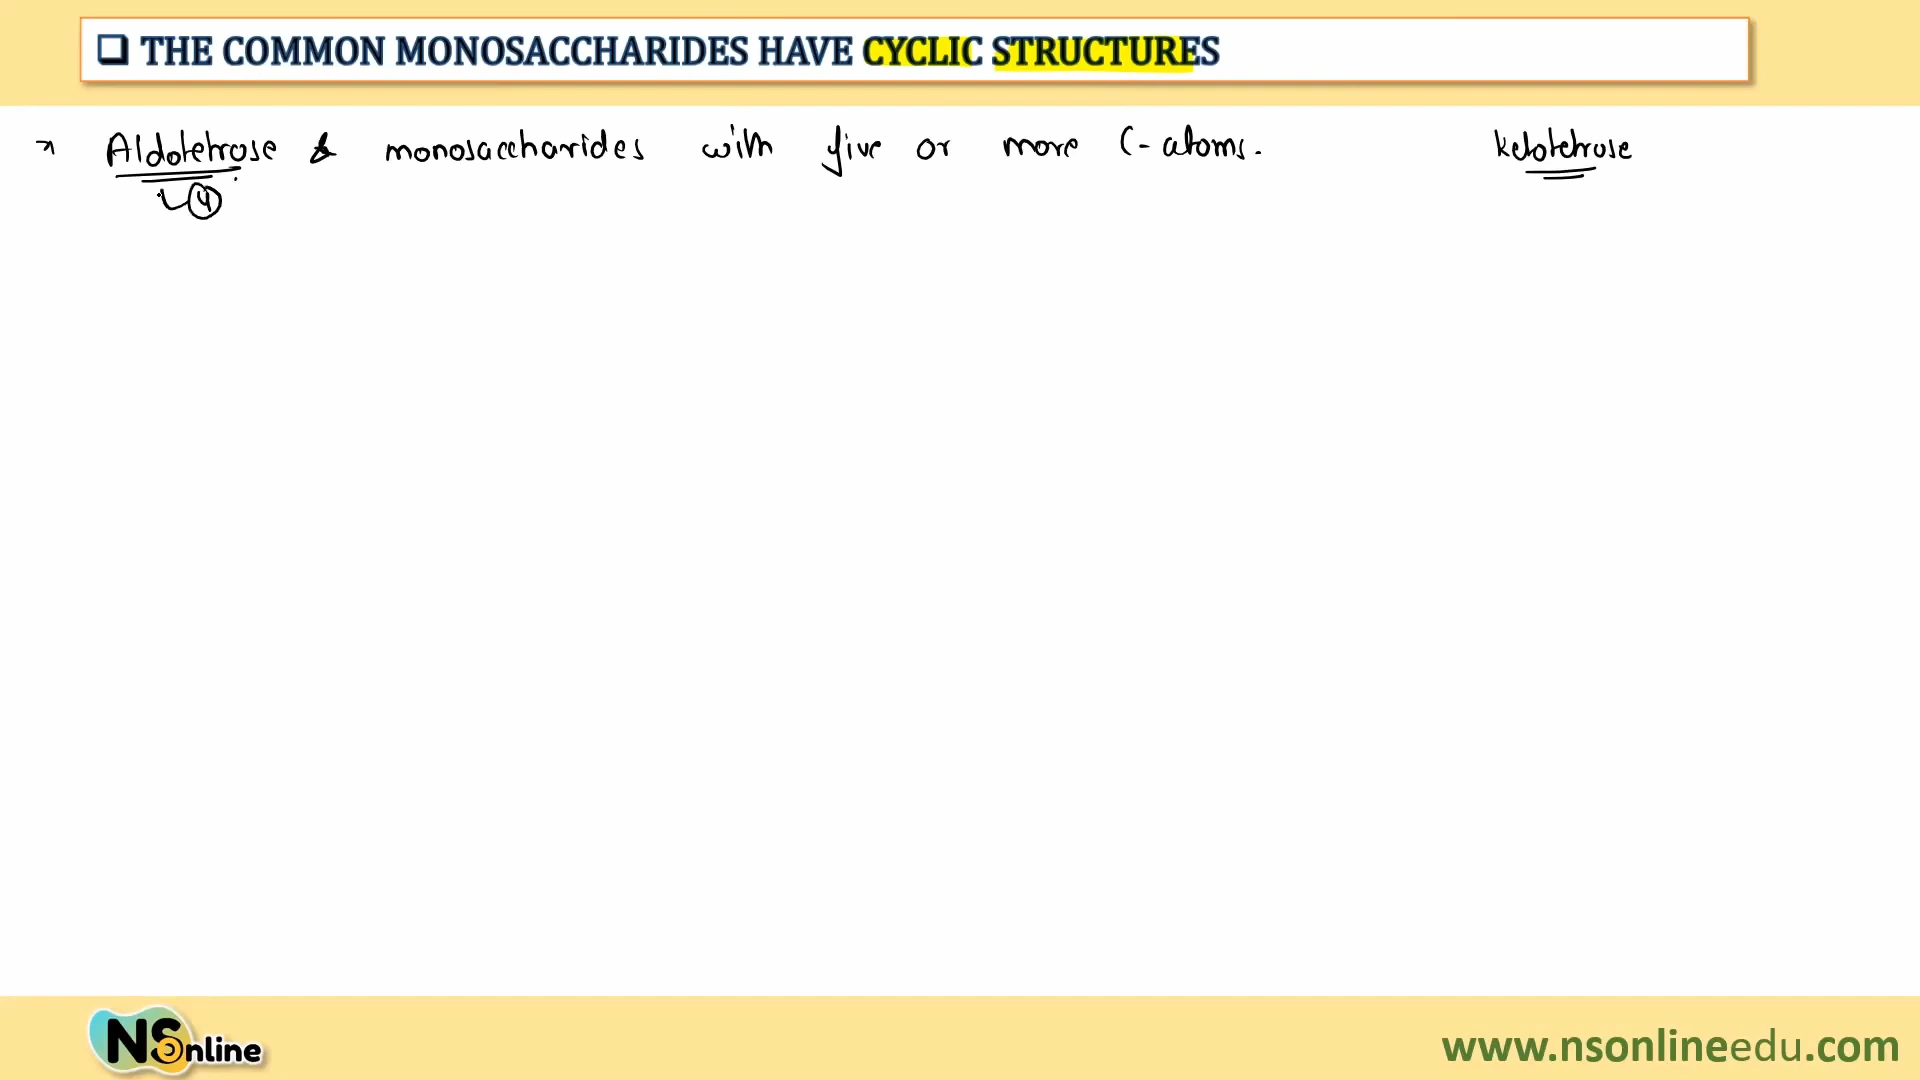 THE COMMON MONOSACCHARIDES HAVE CYCLIC STRUCTURES
→ Aldotetrose & monosaccharides with five or more C-atoms. ketotetrose
4
NSOnline
www.nsonlineedu.com